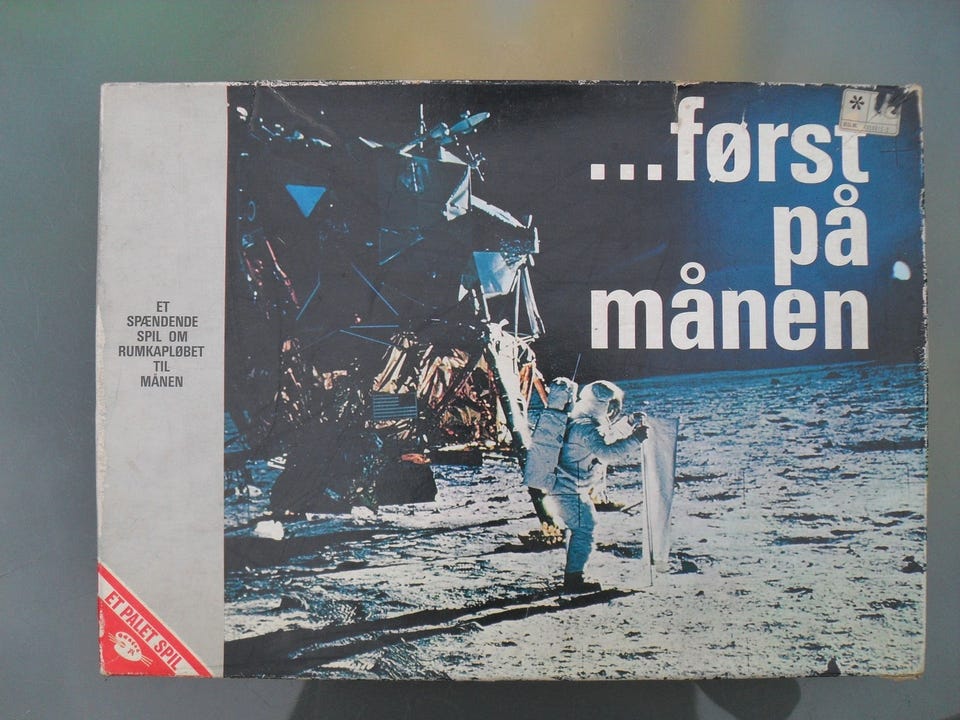 ...først
på
månen
ET
SPÆNDENDE
SPIL OM
RUMKAPLØBET
TIL
MÅNEN
ET PALET SPIL